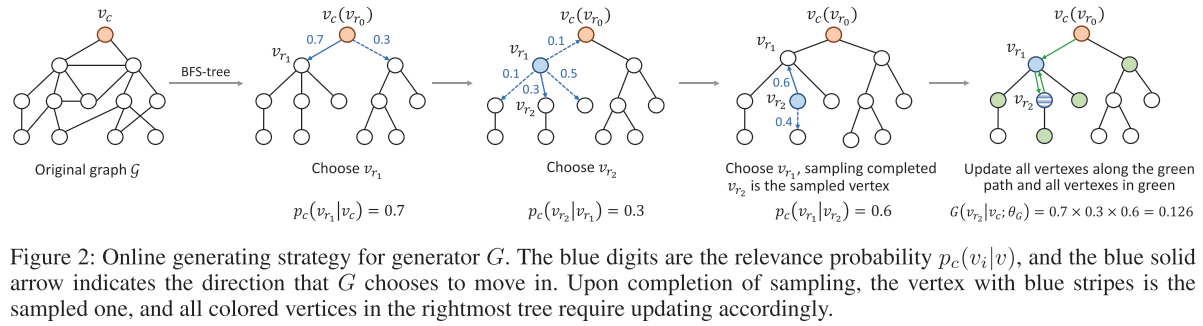 v_c
v_c(v_{r_0})
v_c(v_{r_0})
v_c(v_{r_0})
v_c(v_{r_0})
BFS-tree
v_{r_1}
0.7
0.3
v_{r_1}
0.1
0.1
0.5
0.3
v_{r_2}
v_{r_1}
0.6
v_{r_2}
0.4
v_{r_1}
v_{r_2}
Original graph 𝒢
Choose v_{r_1}
p_c(v_{r_1}|v_c) = 0.7
Choose v_{r_2}
p_c(v_{r_2}|v_{r_1}) = 0.3
Choose v_{r_1}, sampling completed
v_{r_2} is the sampled vertex
p_c(v_{r_1}|v_{r_2}) = 0.6
Update all vertexes along the green
path and all vertexes in green
G(v_{r_2}|v_c; θ_G) = 0.7 × 0.3 × 0.6 = 0.126
Figure 2: Online generating strategy for generator G. The blue digits are the relevance probability p_c(v_i|v), and the blue solid
arrow indicates the direction that G chooses to move in. Upon completion of sampling, the vertex with blue stripes is the
sampled one, and all colored vertices in the rightmost tree require updating accordingly.